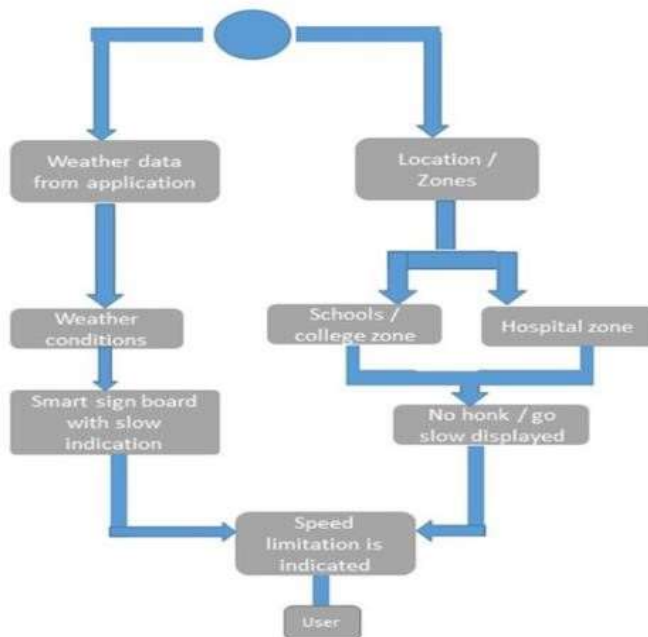 Weather data
from application
Location /
Zones
Weather
conditions
Schools /
college zone
Hospital zone
Smart sign board
with slow
indication
No honk / go
slow displayed
Speed
limitation is
indicated
User